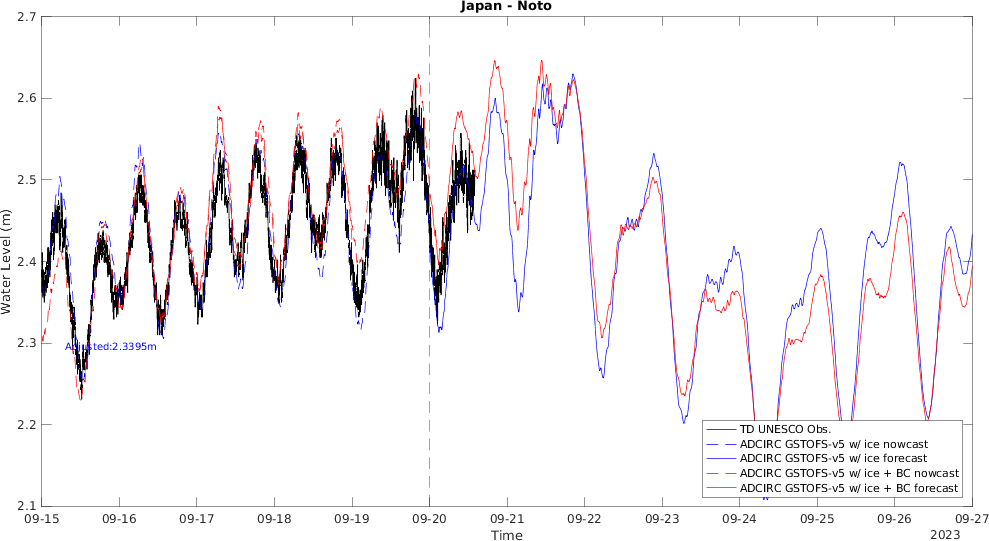 Japan - Noto
2.7
2.6
2.5
2.4
2.3
2.2
2.1
Water Level (m)
Adjusted:2.3395m
TD UNESCO Obs.
ADCIRC GSTOFS-v5 w/ ice nowcast
ADCIRC GSTOFS-v5 w/ ice forecast
ADCIRC GSTOFS-v5 w/ ice + BC nowcast
ADCIRC GSTOFS-v5 w/ ice + BC forecast
09-15 09-16 09-17 09-18 09-19 09-20 09-21 09-22 09-23 09-24 09-25 09-26 09-27
Time
2023